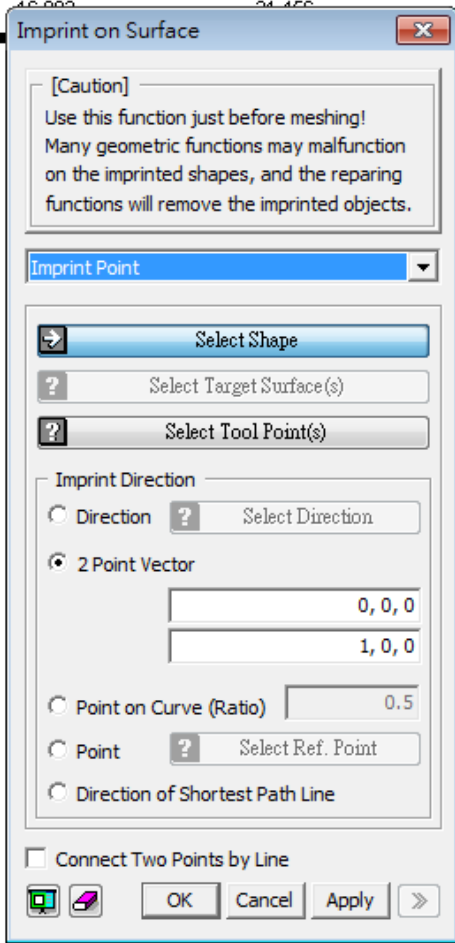 Imprint on Surface
[Caution]
Use this function just before meshing!
Many geometric functions may malfunction
on the imprinted shapes, and the reparing
functions will remove the imprinted objects.
Imprint Point
Select Shape
? Select Target Surface(s)
? Select Tool Point(s)
Imprint Direction
Direction ? Select Direction
2 Point Vector
0, 0, 0
1, 0, 0
Point on Curve (Ratio) 0.5
Point ? Select Ref. Point
Direction of Shortest Path Line
Connect Two Points by Line
OK Cancel Apply >>